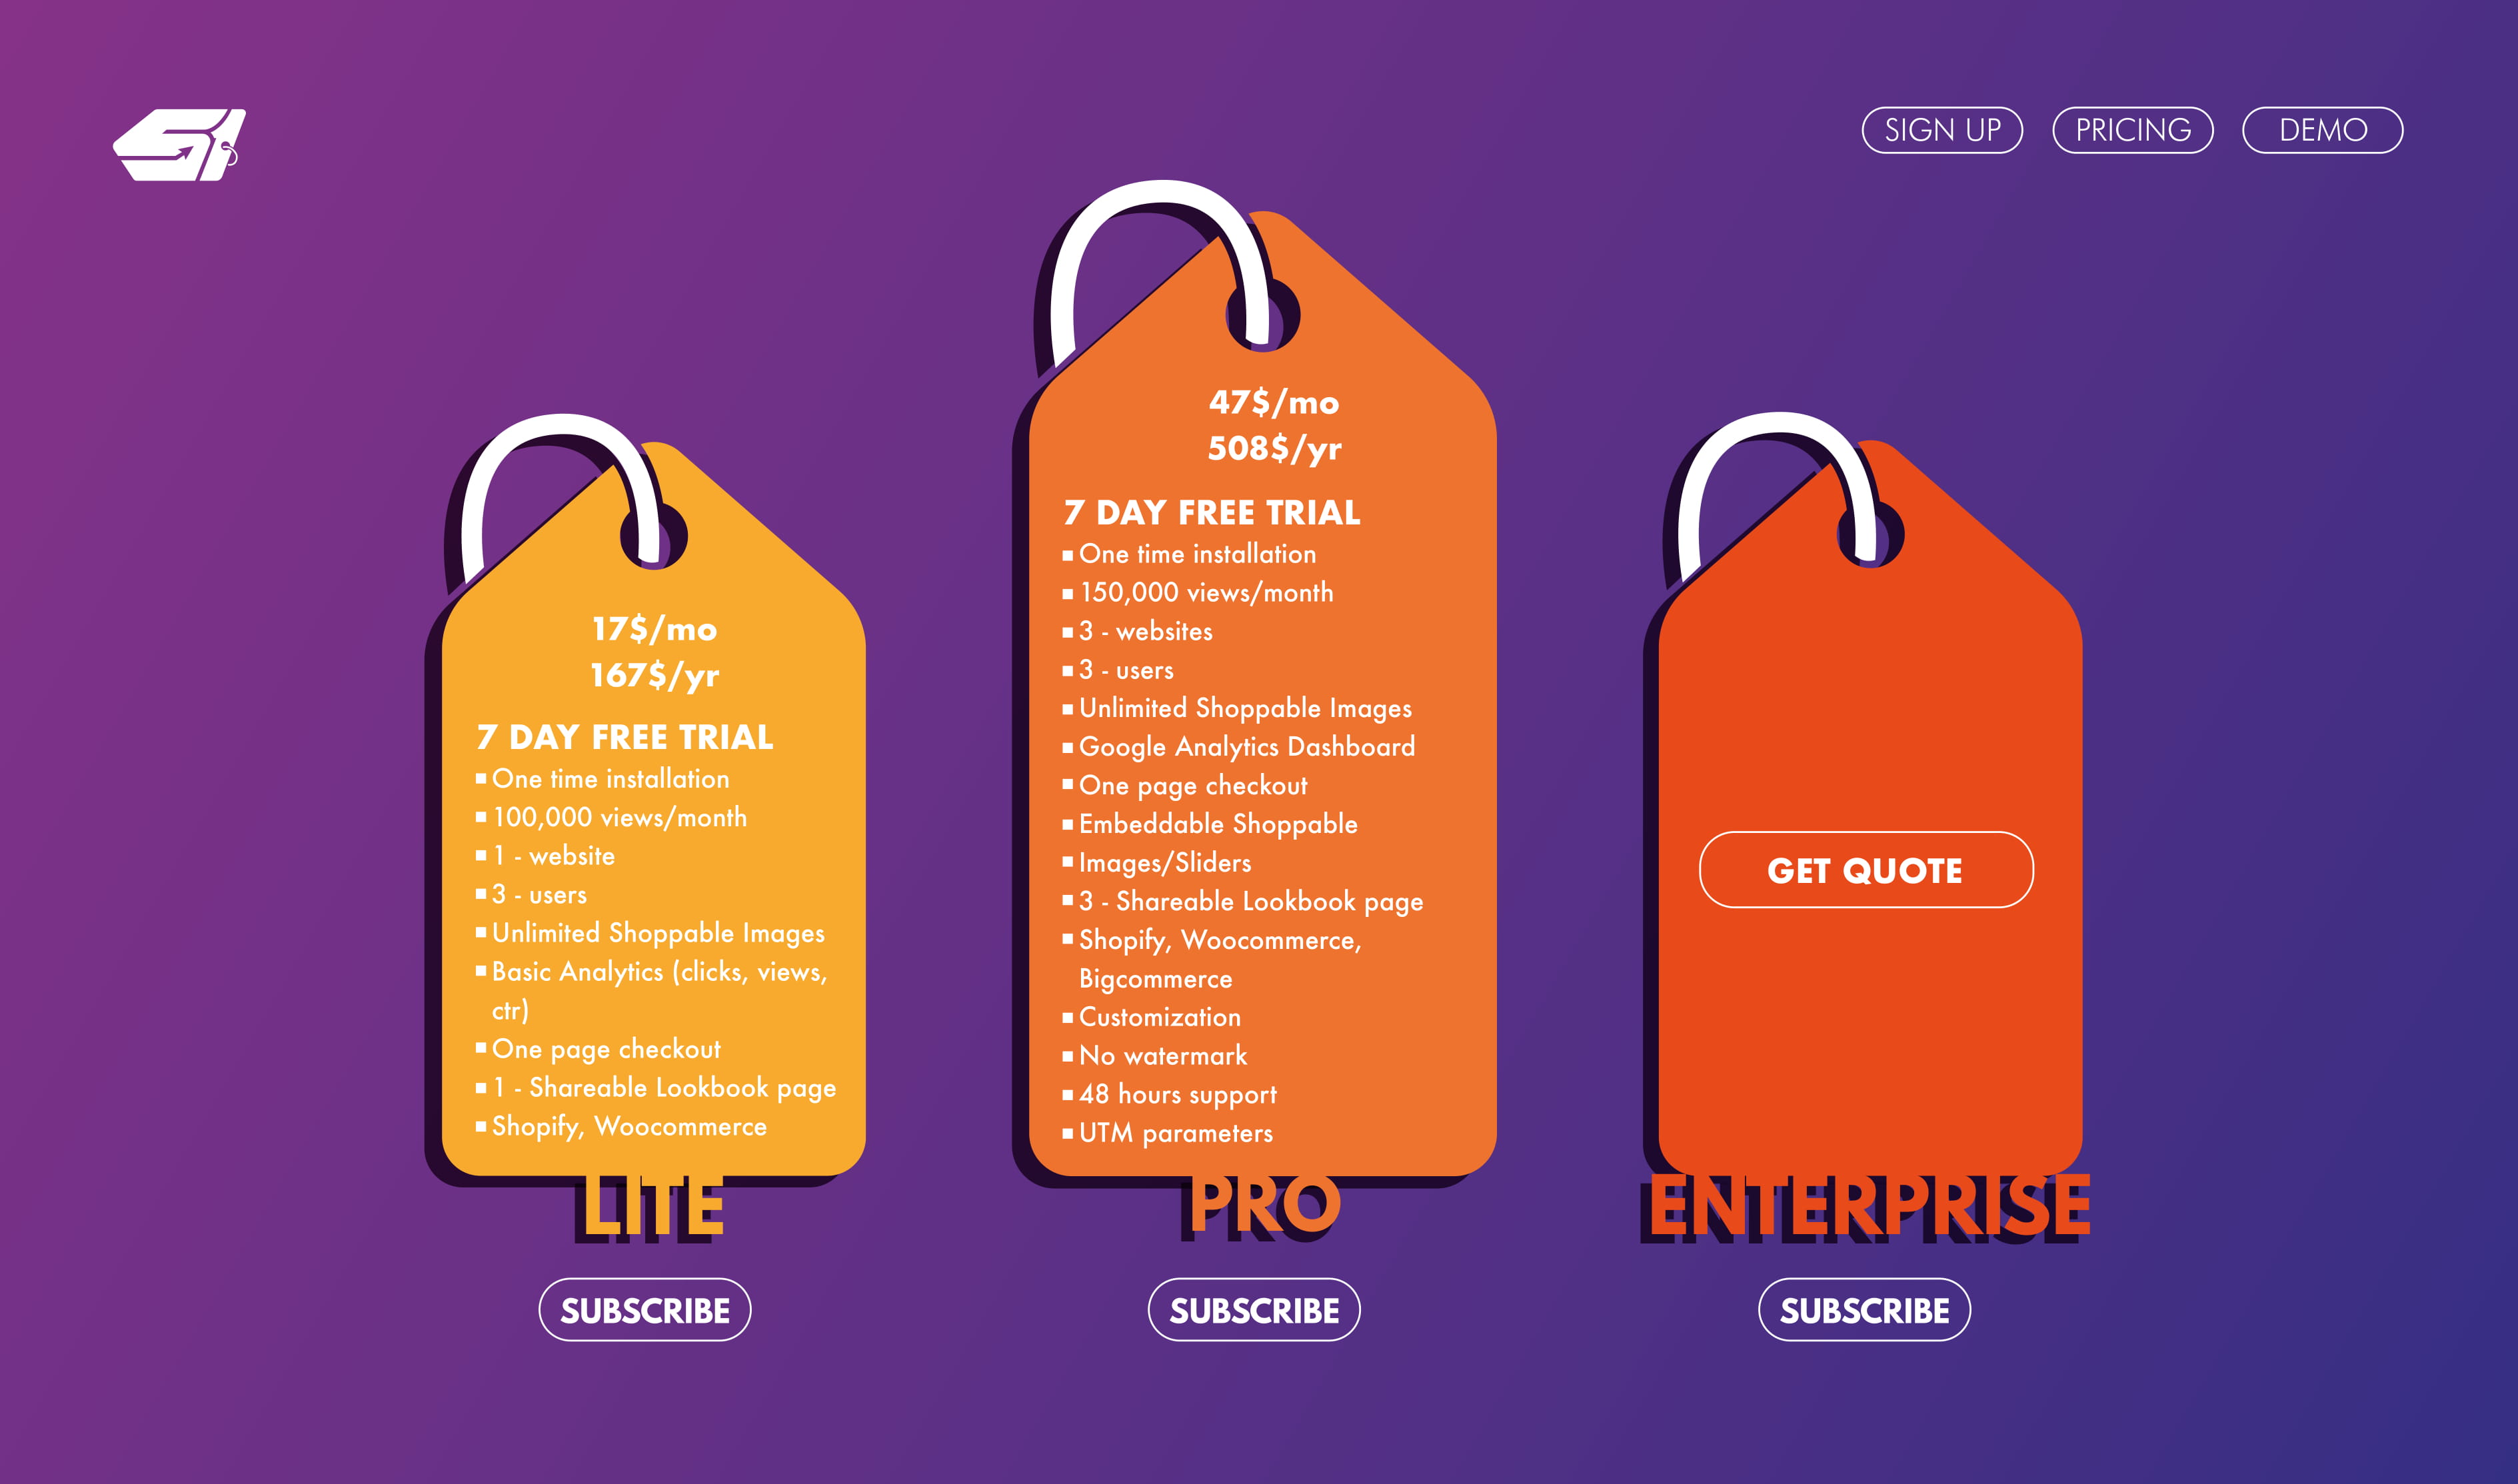 SIGN UP
PRICING
DEMO
17$/mo
167$/yr
7 DAY FREE TRIAL
One time installation
100,000 views/month
1 - website
3 - users
Unlimited Shoppable Images
Basic Analytics (clicks, views,
ctr)
One page checkout
1 - Shareable Lookbook page
Shopify, Woocommerce
LITE
SUBSCRIBE
47$/mo
508$/yr
7 DAY FREE TRIAL
One time installation
150,000 views/month
3 - websites
3 - users
Unlimited Shoppable Images
Google Analytics Dashboard
One page checkout
Embeddable Shoppable
Images/Sliders
3 - Shareable Lookbook page
Shopify, Woocommerce,
Bigcommerce
Customization
No watermark
48 hours support
UTM parameters
PRO
SUBSCRIBE
GET QUOTE
ENTERPRISE
SUBSCRIBE